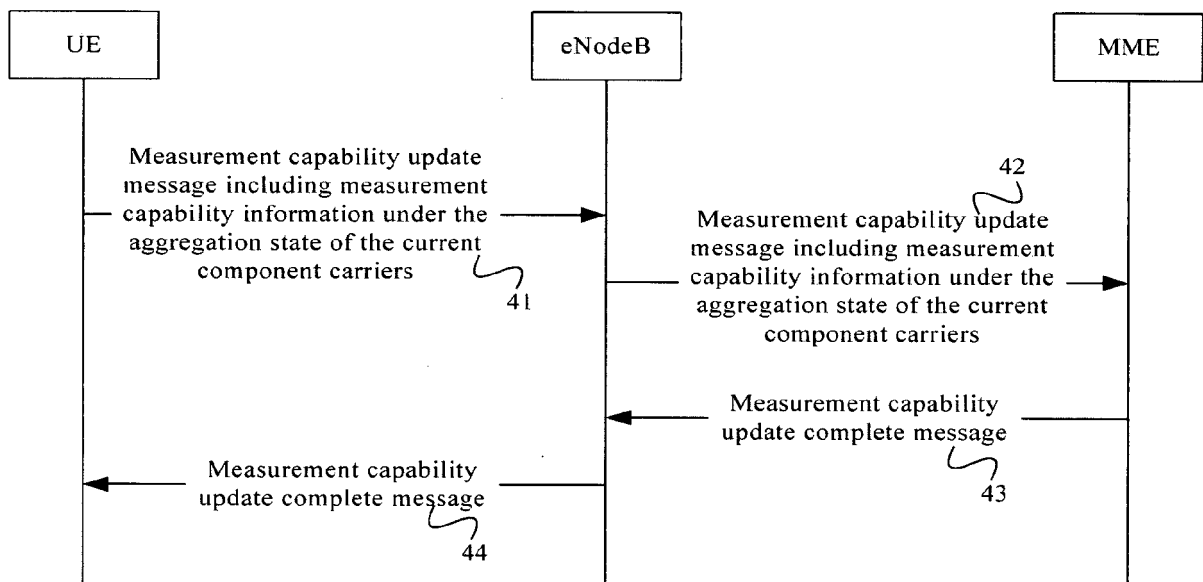 UE
eNodeB
MME
Measurement capability update
message including measurement
capability information under the
aggregation state of the current
component carriers
41
42
Measurement capability update
message including measurement
capability information under the
aggregation state of the current
component carriers
Measurement capability
update complete message
43
Measurement capability
update complete message
44